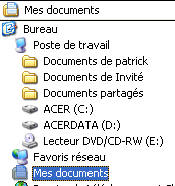 Mes documents
Bureau
Poste de travail
Documents de patrick
Documents de Invité
Documents partagés
ACER (C:)
ACERDATA (D:)
Lecteur DVD/CD-RW (E:)
Favoris réseau
Mes documents